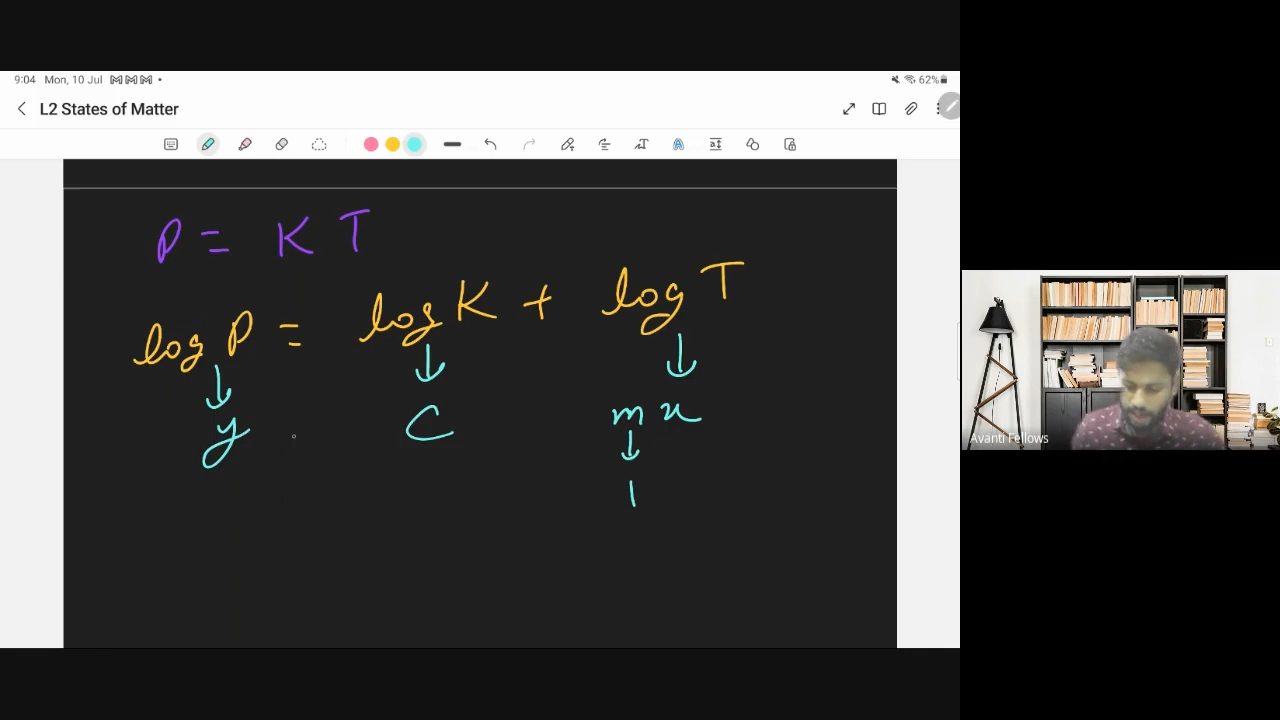 9:04 Mon, 10 Jul 62%
L2 States of Matter
P = K T
log P = log K + log T
↓ ↓ ↓
y C m x
↓
1
Avanti Fellows